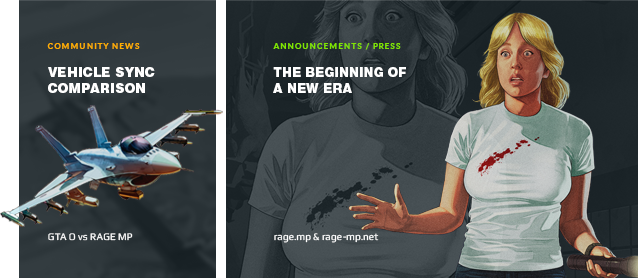 COMMUNITY NEWS
VEHICLE SYNC
COMPARISON
GTA O vs RAGE MP
ANNOUNCEMENTS / PRESS
THE BEGINNING OF
A NEW ERA
rage.mp & rage-mp.net